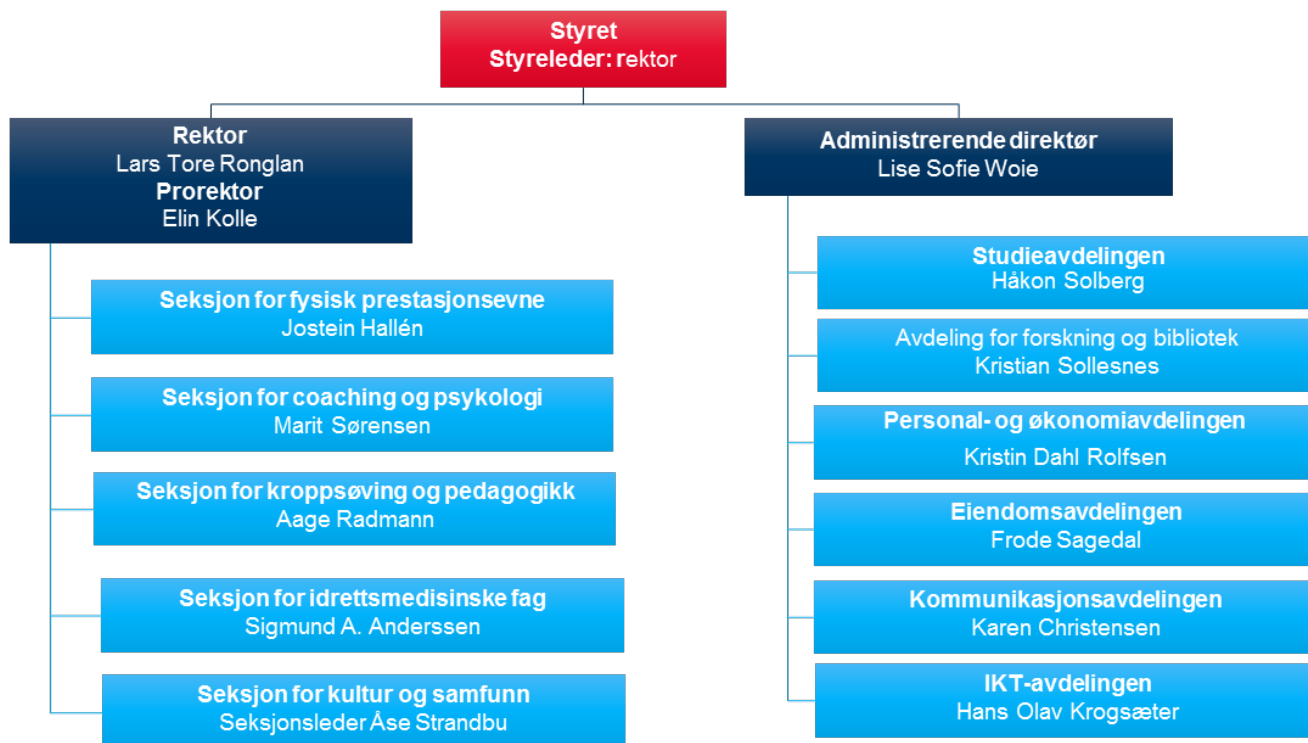 Styret
Styreleder: rektor
Rektor
Lars Tore Ronglan
Prorektor
Elin Kolle
Seksjon for fysisk prestasjonsevne
Jostein Hallén
Seksjon for coaching og psykologi
Marit Sørensen
Seksjon for kroppsøving og pedagogikk
Aage Radmann
Seksjon for idrettsmedisinske fag
Sigmund A. Anderssen
Seksjon for kultur og samfunn
Seksjonsleder Åse Strandbu
Administrerende direktør
Lise Sofie Woie
Studieavdelingen
Håkon Solberg
Avdeling for forskning og bibliotek
Kristian Sollesnes
Personal- og økonomiavdelingen
Kristin Dahl Rolfsen
Eiendomsavdelingen
Frode Sagedal
Kommunikasjonsavdelingen
Karen Christensen
IKT-avdelingen
Hans Olav Krogsæter